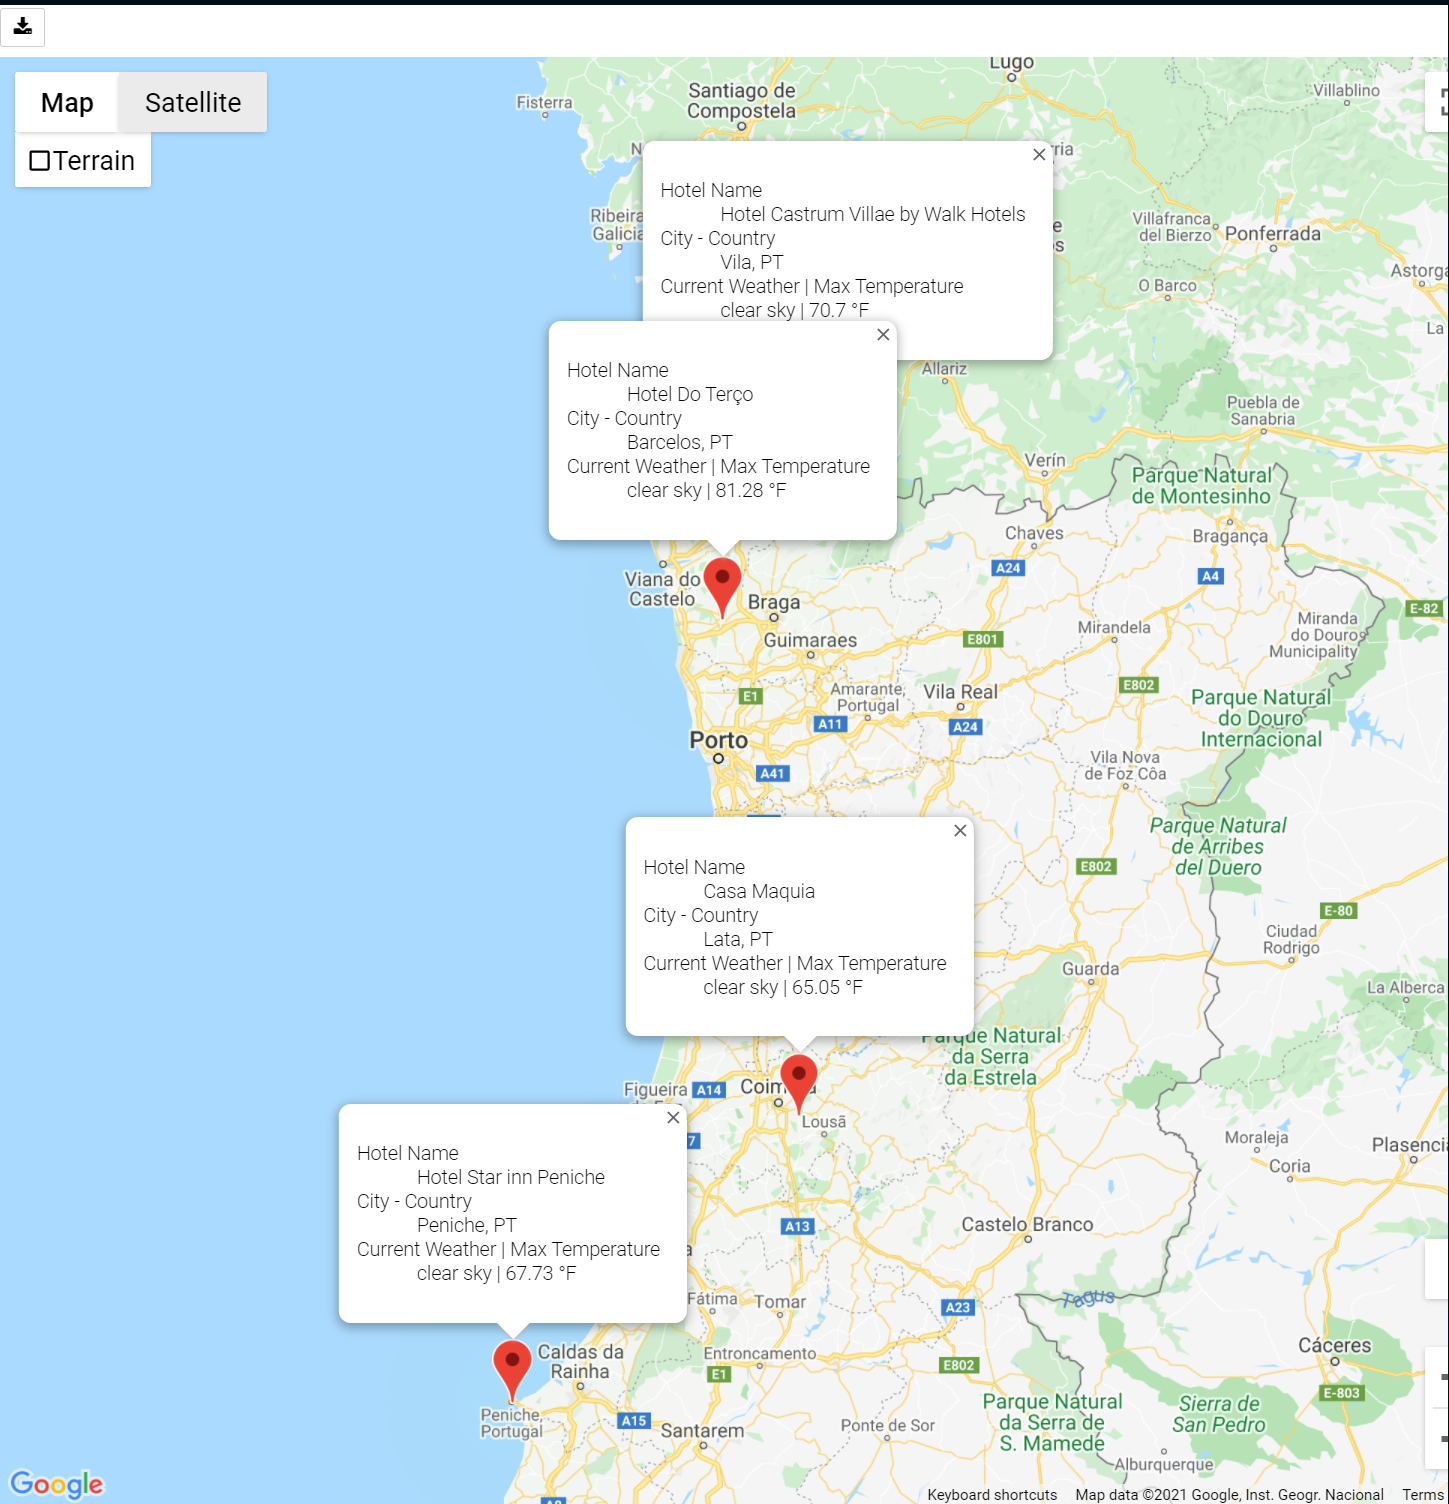 Map
Satellite
Terrain
Fisterra
Santiago de
Compostela
Lugo
Villablino
Ribeira
Villafranca
del Bierzo
Ponferrada
O Barco
Hotel Name
Hotel Castrum Villae by Walk Hotels
City - Country
Vila, PT
Current Weather | Max Temperature
clear sky | 70.7 °F
Hotel Name
Hotel Do Terço
City - Country
Barcelos, PT
Current Weather | Max Temperature
clear sky | 81.28 °F
Allariz
Puebla de
Sanabria
Verín
Parque Natural
de Montesinho
Chaves
Bragança
A24
A4
Viana do
Castelo
Braga
E-82
Guimaraes
E801
Mirandela
Miranda
do Douro
Municipality
E1
Amarante,
Portugal
Vila Real
E802
Parque Natural
do Douro
Internacional
A11
A24
Porto
A41
Vila Nova
de Foz Côa
Parque Natural
de Arribes
del Duero
E802
Hotel Name
Casa Maquia
City - Country
Lata, PT
Current Weather | Max Temperature
clear sky | 65.05 °F
E-80
Ciudad
Rodrigo
Guarda
La Alberca
Parque Natural
da Serra
da Estrela
Figueira
A14
Lousã
Hotel Name
Hotel Star inn Peniche
City - Country
Peniche, PT
Current Weather | Max Temperature
clear sky | 67.73 °F
7
Moraleja
Coria
A13
Castelo Branco
Fátima
Tomar
A23
Tagus
Caldas da
Rainha
Entroncamento
E1
E802
Cáceres
E-803
Peniche,
Portugal
A15
Santarem
Ponte de Sor
Parque Natural
da Serra de
S. Mamede
Sierra de
San Pedro
Alburquerque
A8
Google
Keyboard shortcuts
Map data ©2021 Google, Inst. Geogr. Nacional
Terms